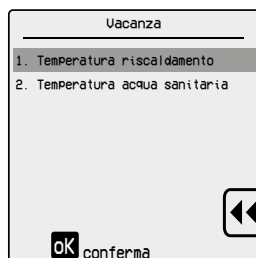 Vacanza
1. Temperatura riscaldamento
2. Temperatura acqua sanitaria
OK conferma